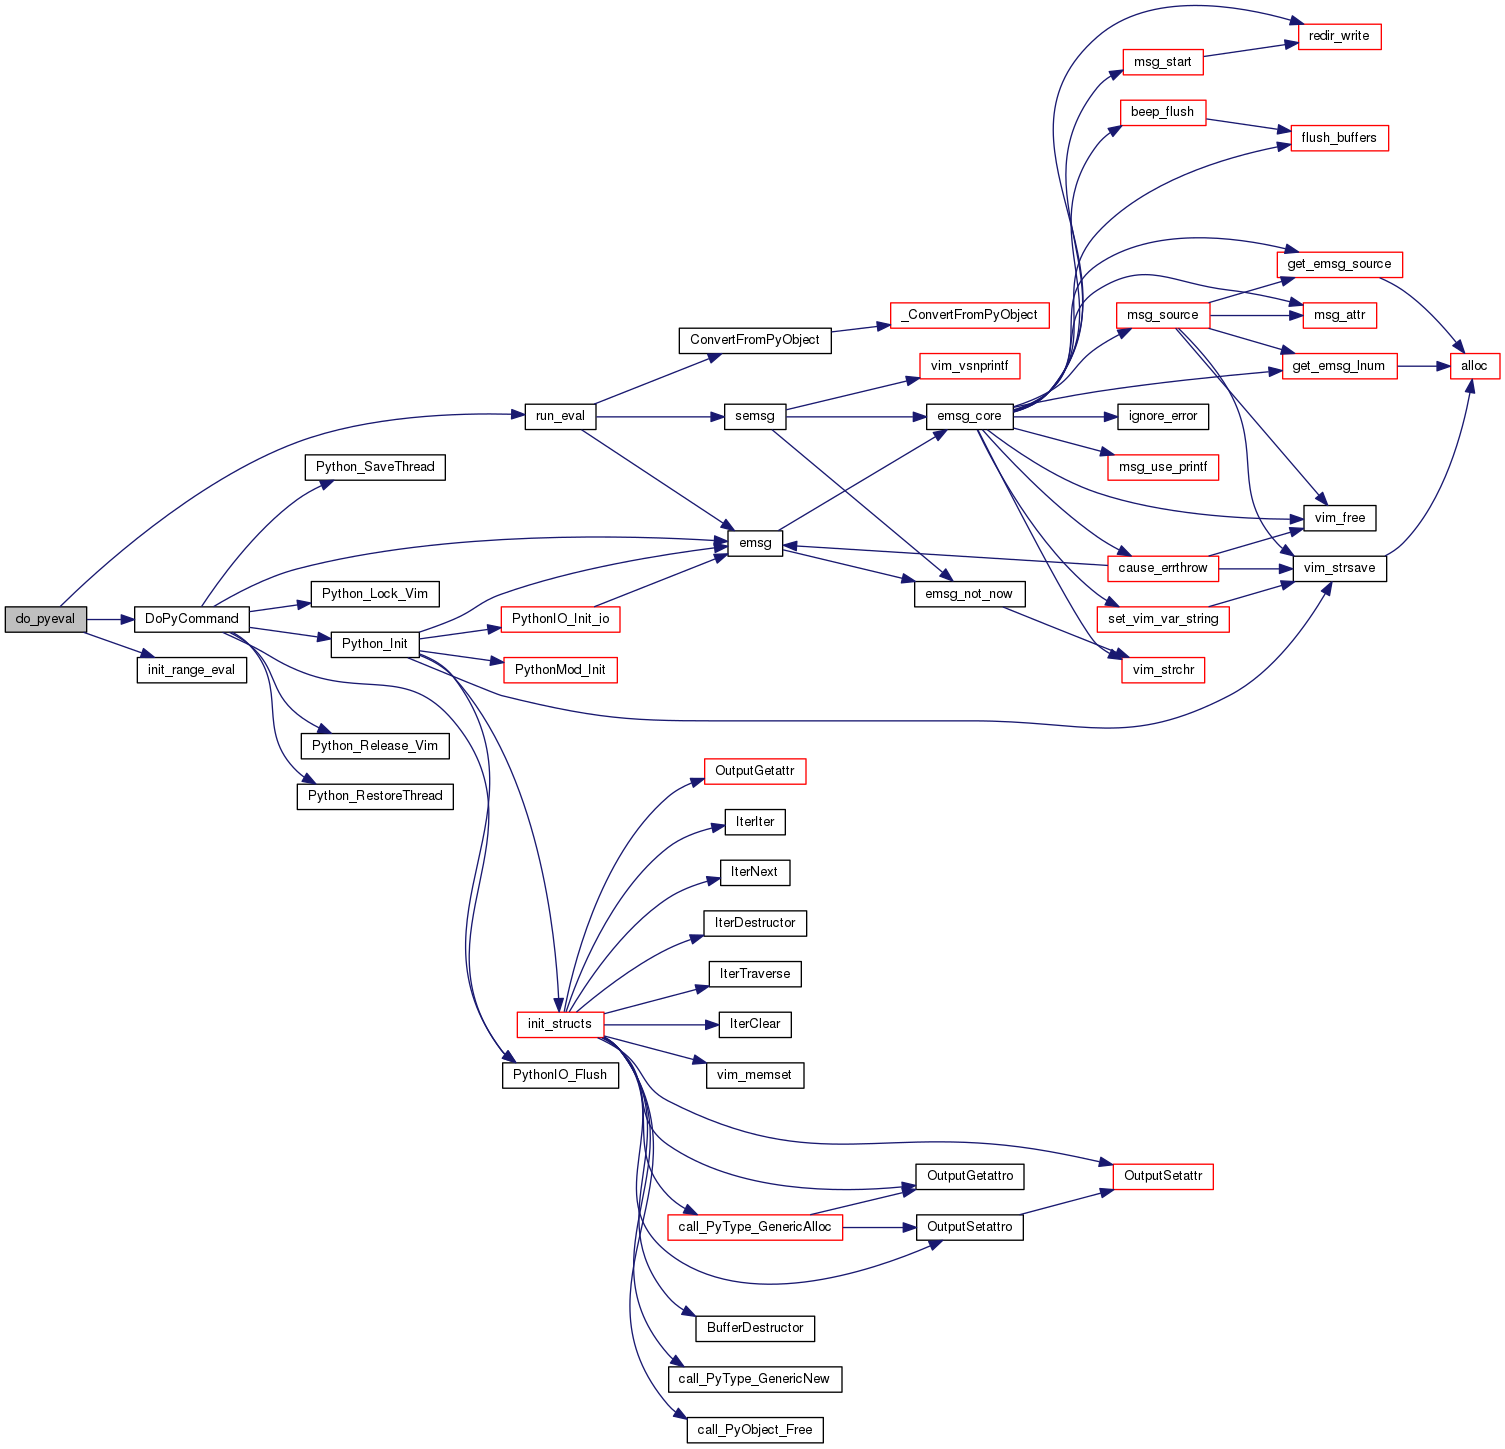 redir_write
msg_start
beep_flush
flush_buffers
get_emsg_source
_ConvertFromPyObject
msg_source
msg_attr
ConvertFromPyObject
vim_vsnprintf
get_emsg_lnum
alloc
run_eval
semsg
emsg_core
ignore_error
Python_SaveThread
msg_use_printf
vim_free
emsg
cause_errthrow
vim_strsave
Python_Lock_Vim
emsg_not_now
do_pyeval
DoPyCommand
PythonIO_Init_io
set_vim_var_string
Python_Init
init_range_eval
PythonMod_Init
vim_strchr
Python_Release_Vim
OutputGetattr
Python_RestoreThread
IterIter
IterNext
IterDestructor
IterTraverse
init_structs
IterClear
PythonIO_Flush
vim_memset
OutputGetattro
OutputSetattr
call_PyType_GenericAlloc
OutputSetattro
BufferDestructor
call_PyType_GenericNew
call_PyObject_Free